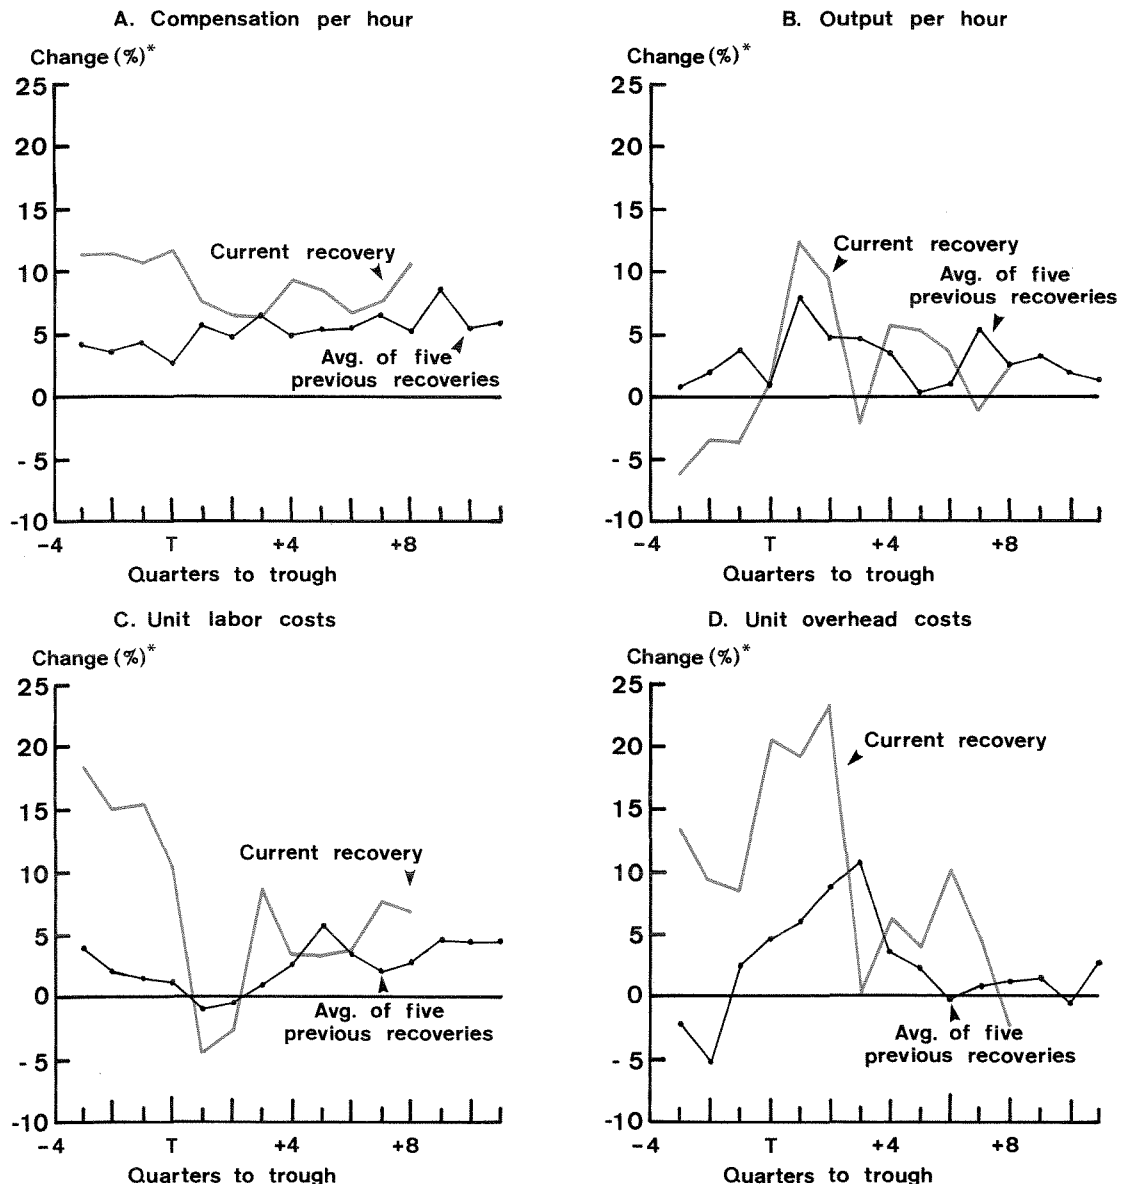 A. Compensation per hour
Change (%)*
25
20
15
10
5
0
- 5
-10
Current recovery
Avg. of five
previous recoveries
-4 T +4 +8
Quarters to trough
B. Output per hour
Change (%)*
25
20
15
10
5
0
- 5
-10
Current recovery
Avg. of five
previous recoveries
-4 T +4 +8
Quarters to trough
C. Unit labor costs
Change (%)*
25
20
15
10
5
0
- 5
-10
Current recovery
Avg. of five
previous recoveries
-4 T +4 +8
Quarters to trough
D. Unit overhead costs
Change (%)*
25
20
15
10
5
0
- 5
-10
Current recovery
Avg. of five
previous recoveries
-4 T +4 +8
Quarters to trough